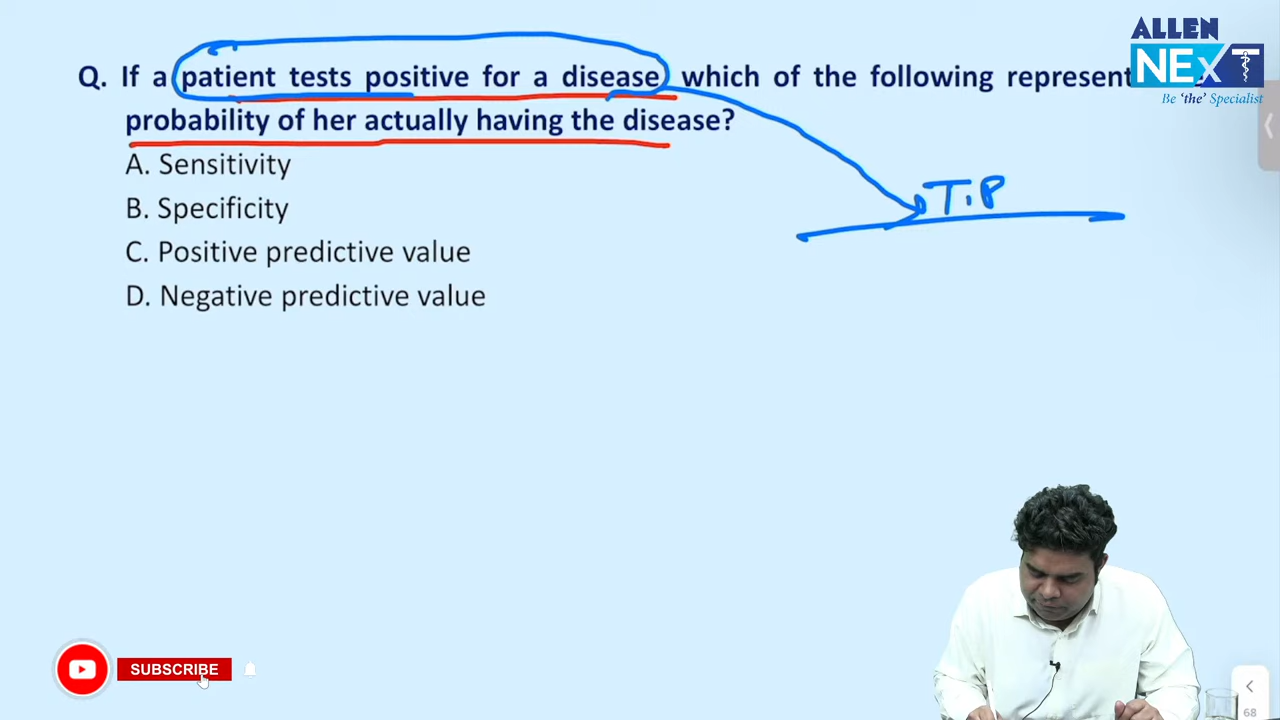 ALLEN
NEXT
Be 'the' Specialist
Q. If a patient tests positive for a disease which of the following represent
probability of her actually having the disease?
A. Sensitivity
B. Specificity
C. Positive predictive value
D. Negative predictive value
T.P
SUBSCRIBE
68